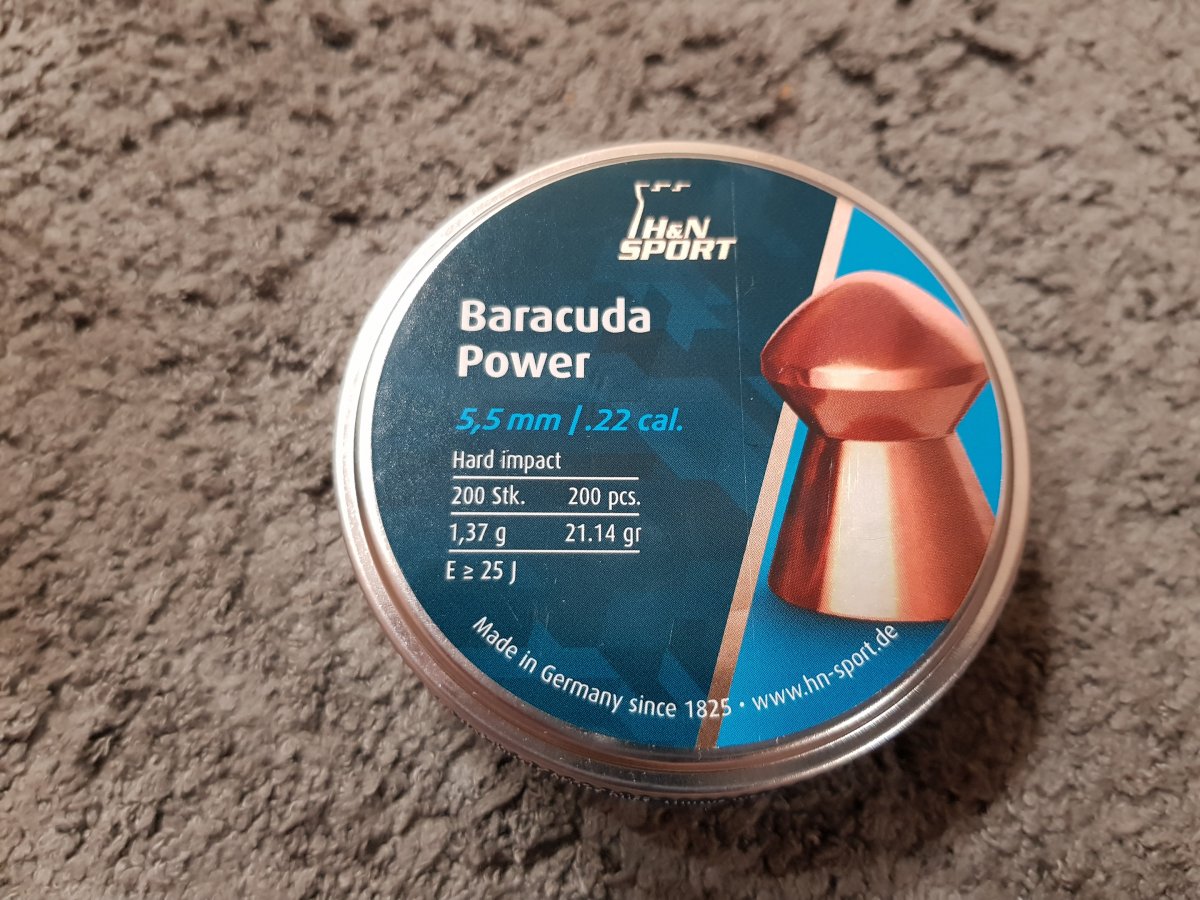 H&N
SPORT
Baracuda
Power
5,5 mm / .22 cal.
Hard impact
200 Stk. 200 pcs.
1,37 g 21.14 gr
E ≥ 25 J
Made in Germany since 1825 • www.hn-sport.de